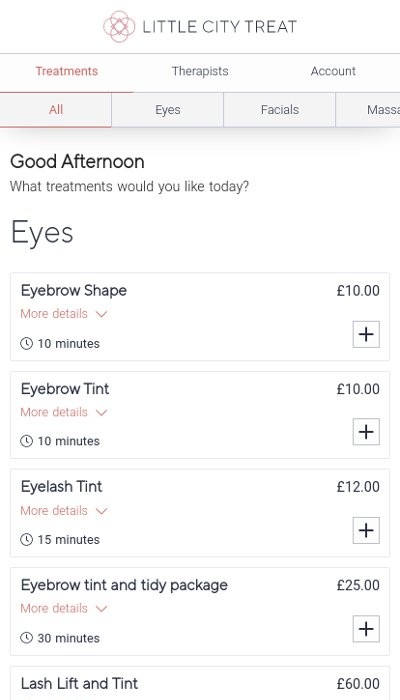 LITTLE CITY TREAT
Treatments Therapists Account
All Eyes Facials Massa
Good Afternoon
What treatments would you like today?
Eyes
Eyebrow Shape £10.00
More details
10 minutes
Eyebrow Tint £10.00
More details
10 minutes
Eyelash Tint £12.00
More details
15 minutes
Eyebrow tint and tidy package £25.00
More details
30 minutes
Lash Lift and Tint £60.00